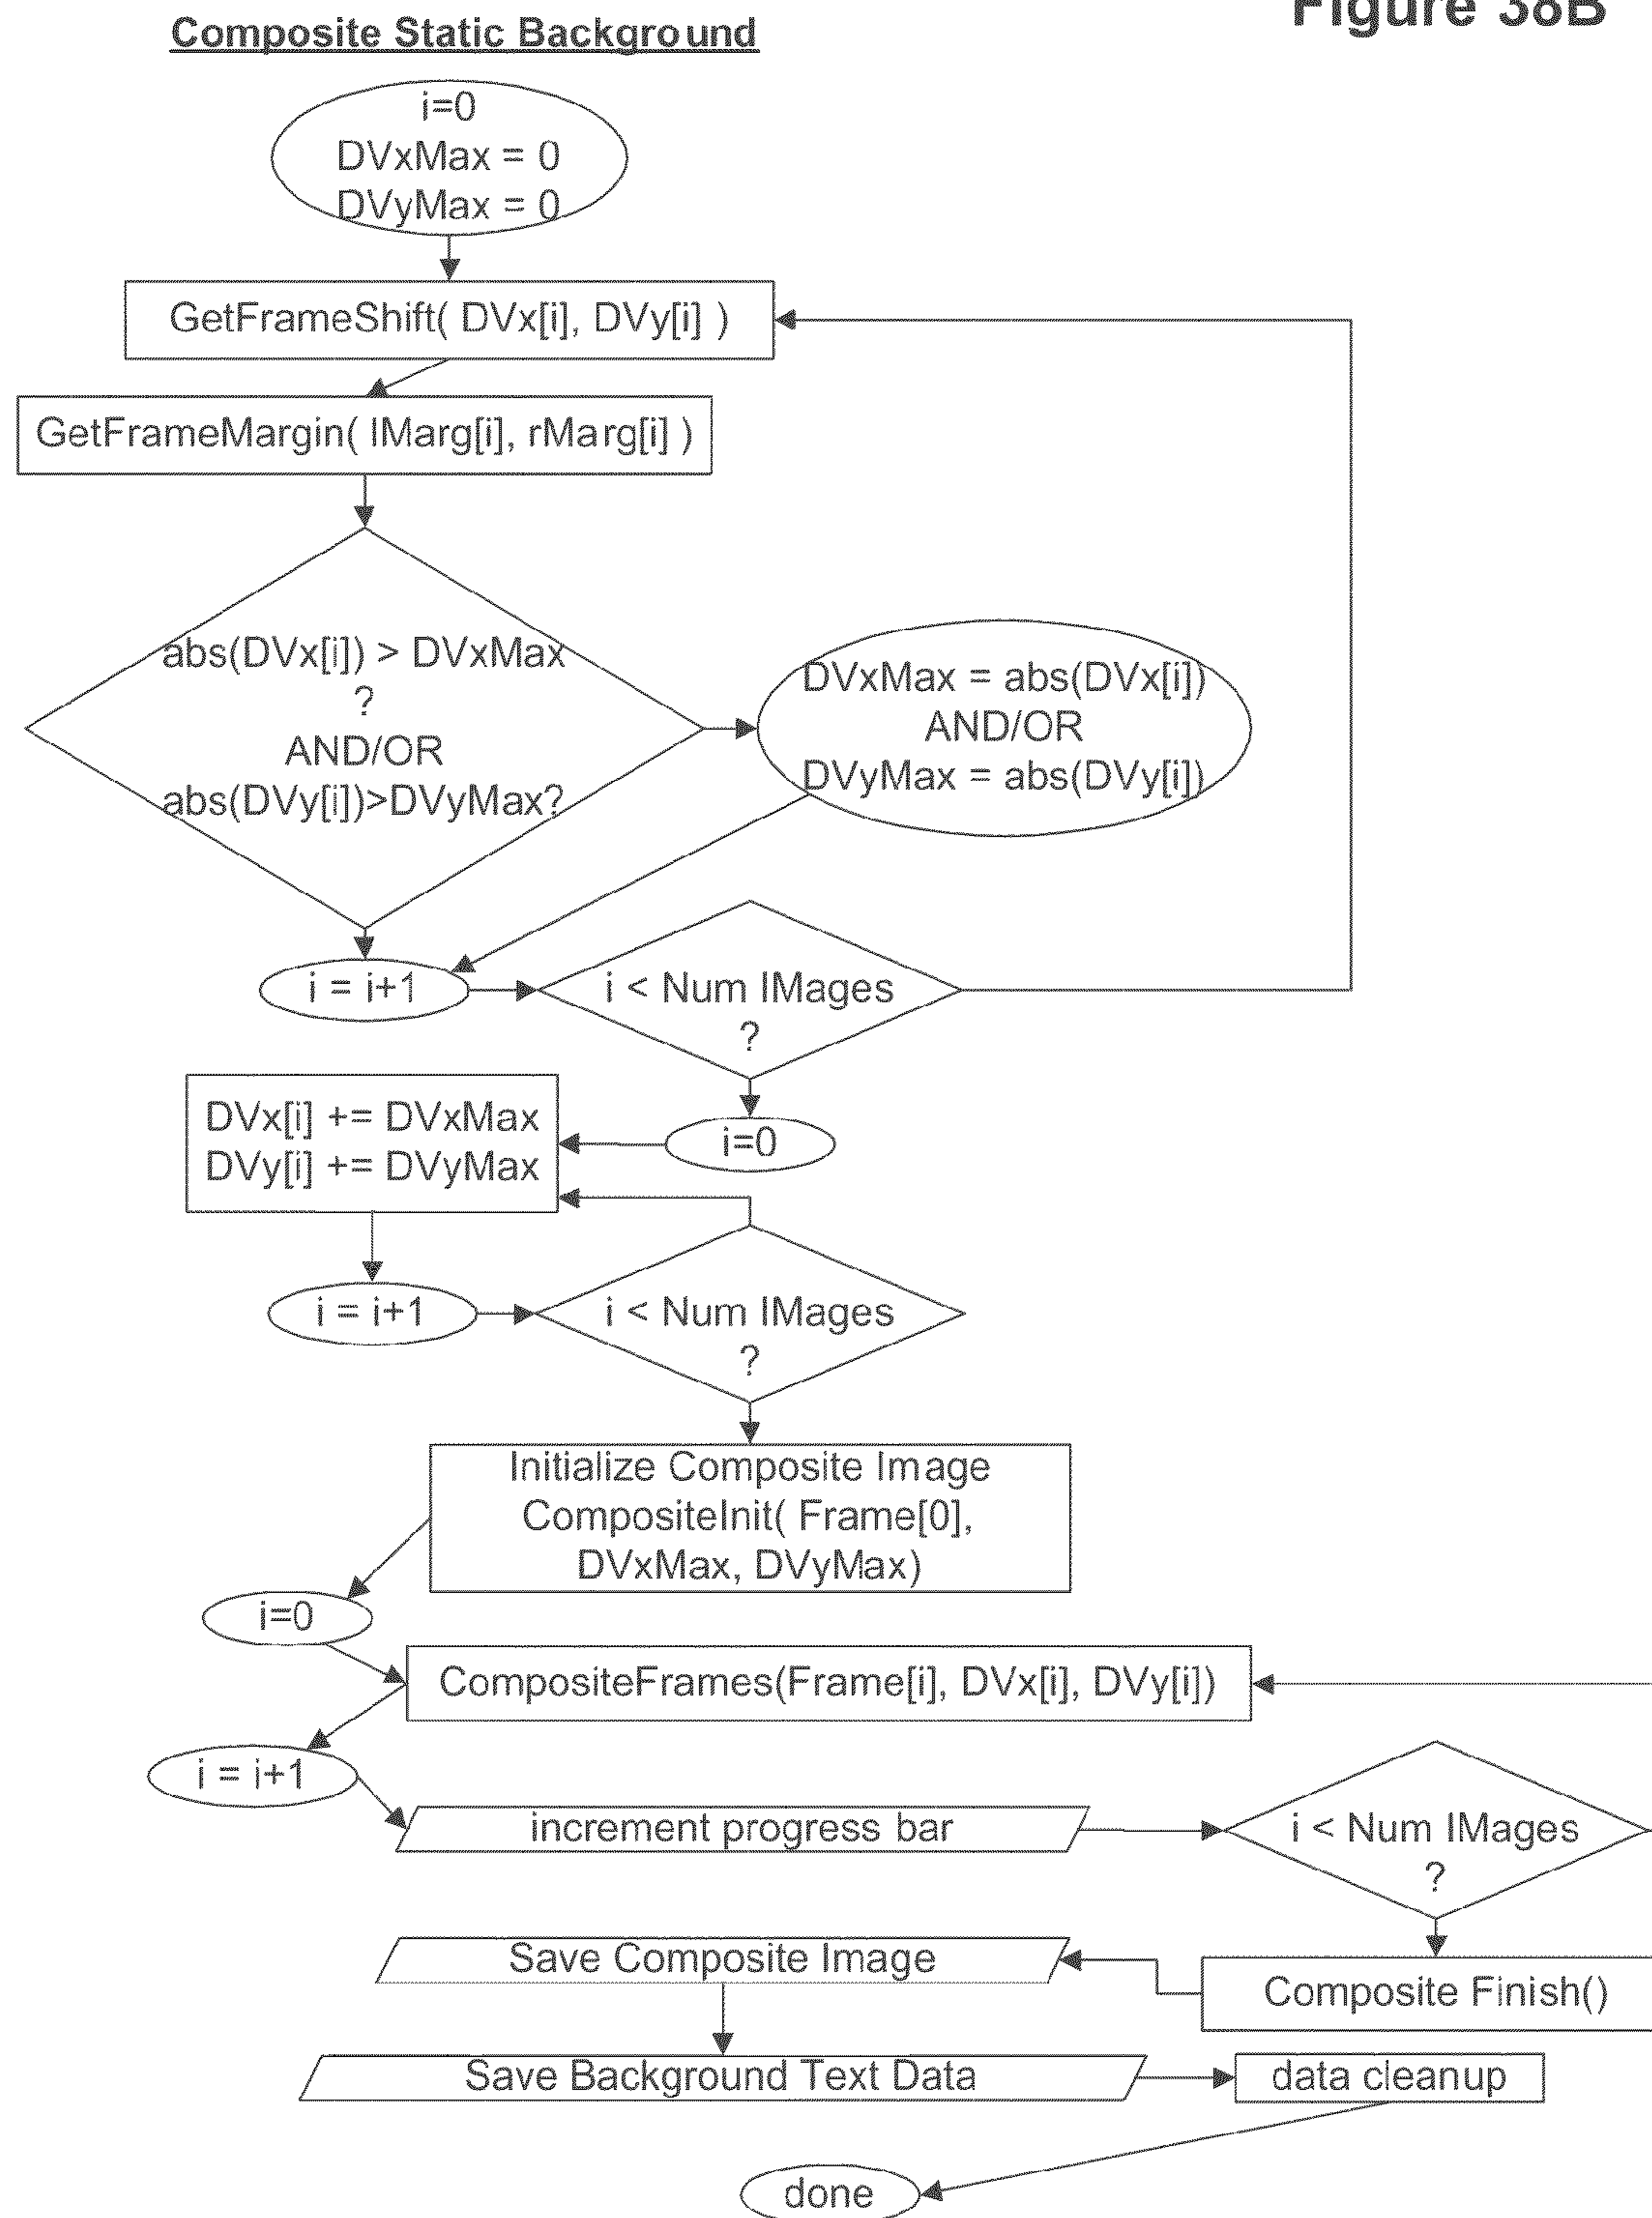 Figure 38B
Composite Static Background
i=0
DVxMax = 0
DVyMax = 0
GetFrameShift( DVx[i], DVy[i] )
GetFrameMargin( lMarg[i], rMarg[i] )
abs(DVx[i]) > DVxMax
?
AND/OR
abs(DVy[i])>DVyMax?
DVxMax = abs(DVx[i])
AND/OR
DVyMax = abs(DVy[i])
i = i+1
i < Num IMages
?
i=0
DVx[i] += DVxMax
DVy[i] += DVyMax
i = i+1
i < Num IMages
?
Initialize Composite Image
CompositeInit( Frame[0],
DVxMax, DVyMax)
i=0
CompositeFrames(Frame[i], DVx[i], DVy[i])
i = i+1
increment progress bar
i < Num IMages
?
Composite Finish()
Save Composite Image
Save Background Text Data
data cleanup
done